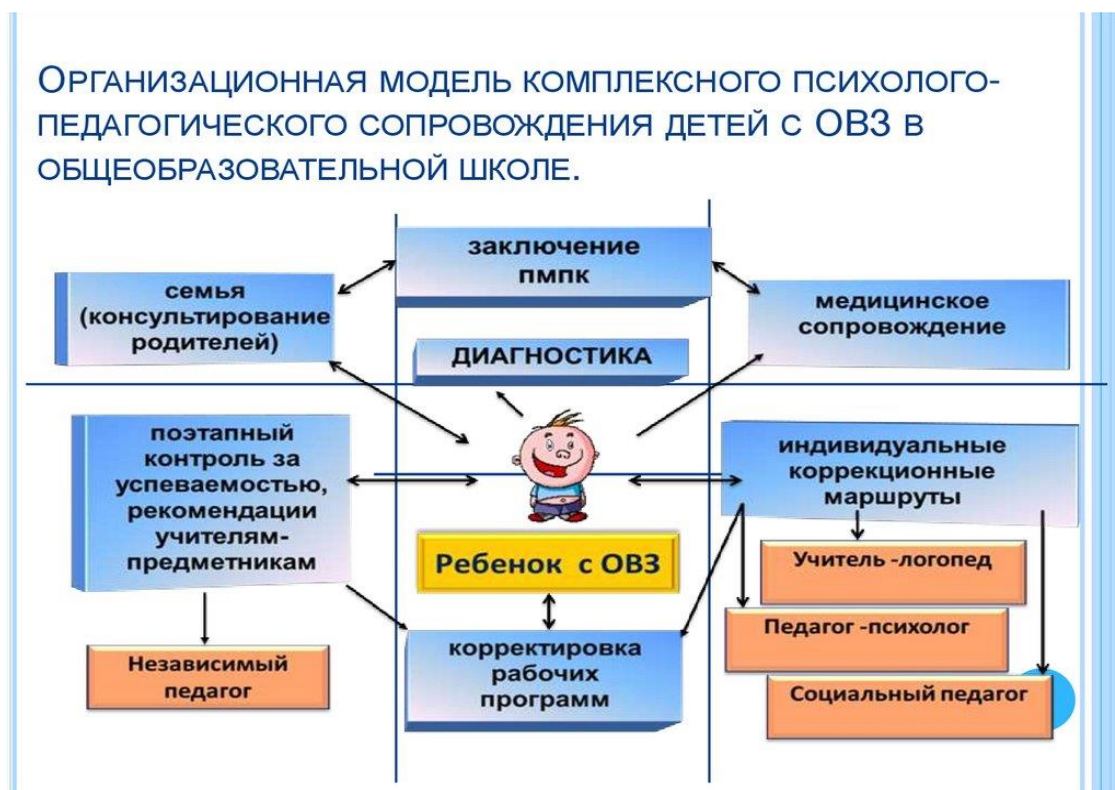 Организационная модель комплексного психолого-
педагогического сопровождения детей с ОВЗ в
общеобразовательной школе.
заключение
пмпк
семья
(консультирование
родителей)
медицинское
сопровождение
ДИАГНОСТИКА
поэтапный
контроль за
успеваемостью,
рекомендации
учителям-
предметникам
индивидуальные
коррекционные
маршруты
Ребенок с ОВЗ
Учитель -логопед
Педагог -психолог
Социальный педагог
корректировка
рабочих
программ
Независимый
педагог